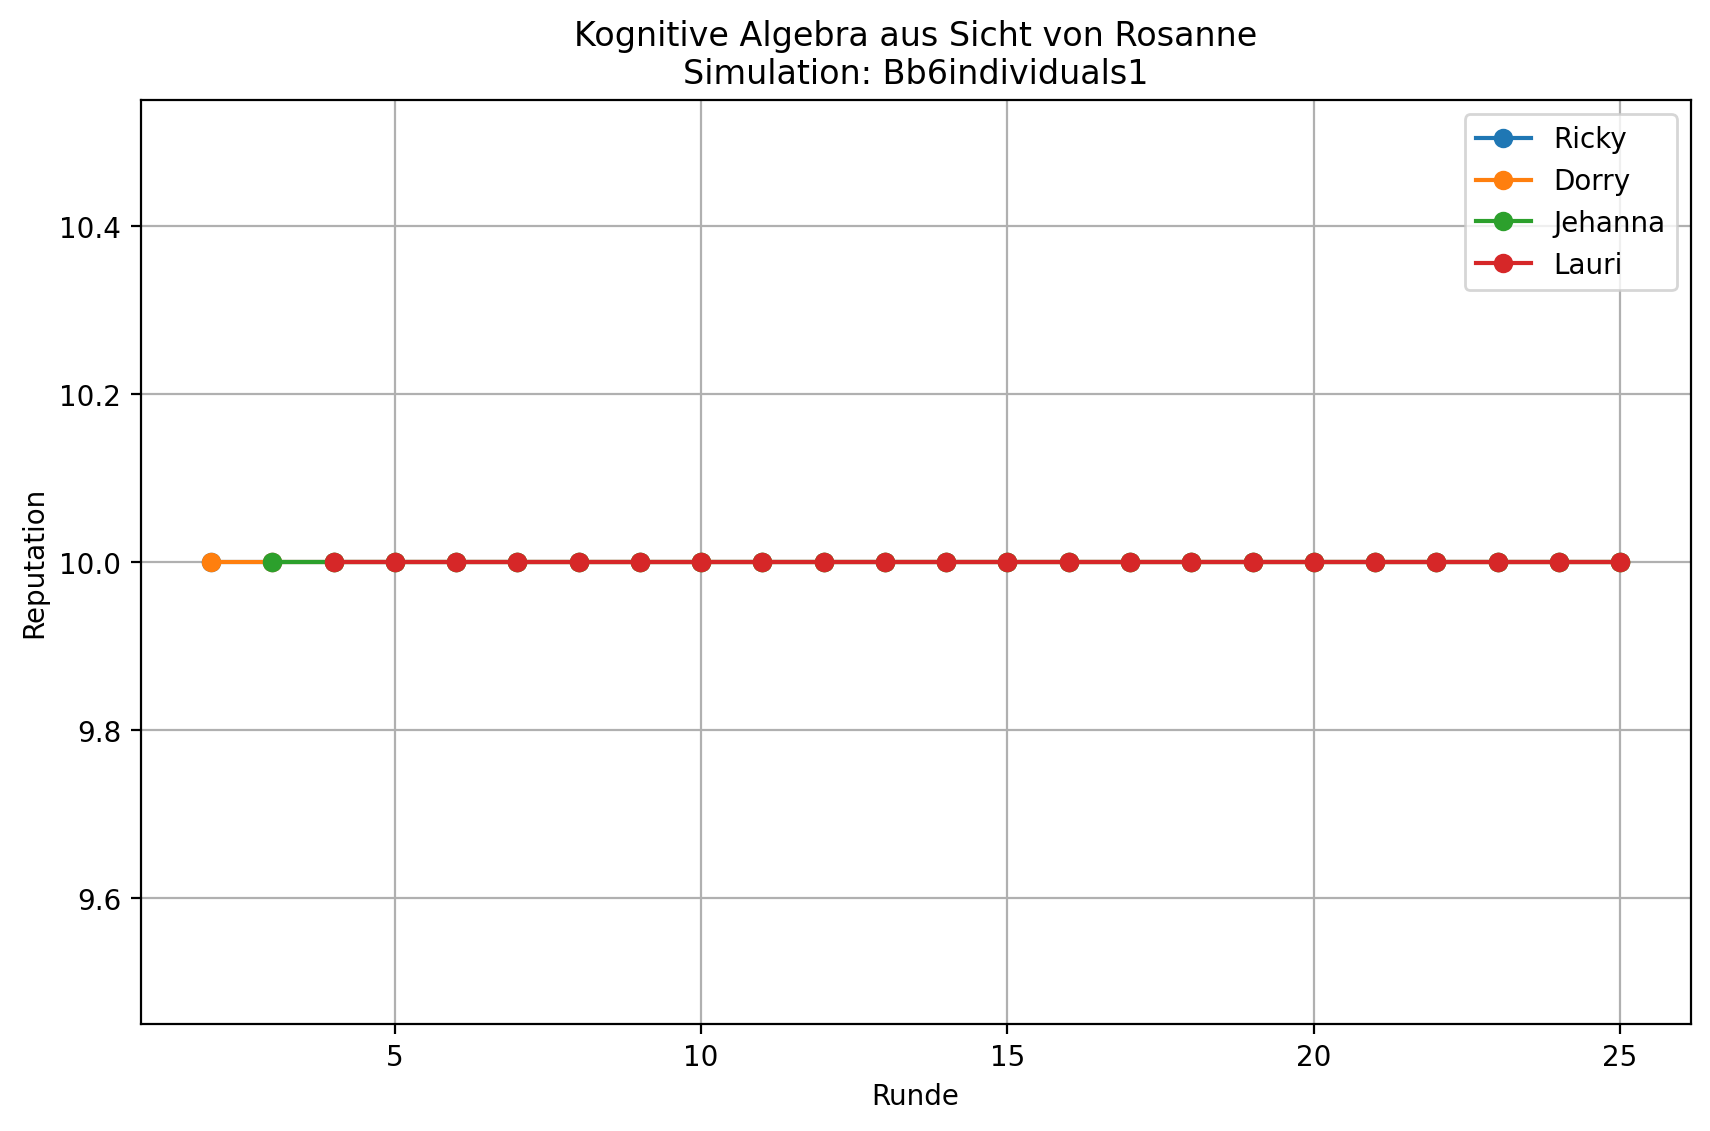 Kognitive Algebra aus Sicht von Rosanne
Simulation: Bb6individuals1
Ricky
Dorry
Jehanna
Lauri
10.4
10.2
10.0
9.8
9.6
Reputation
5
10
15
20
25
Runde